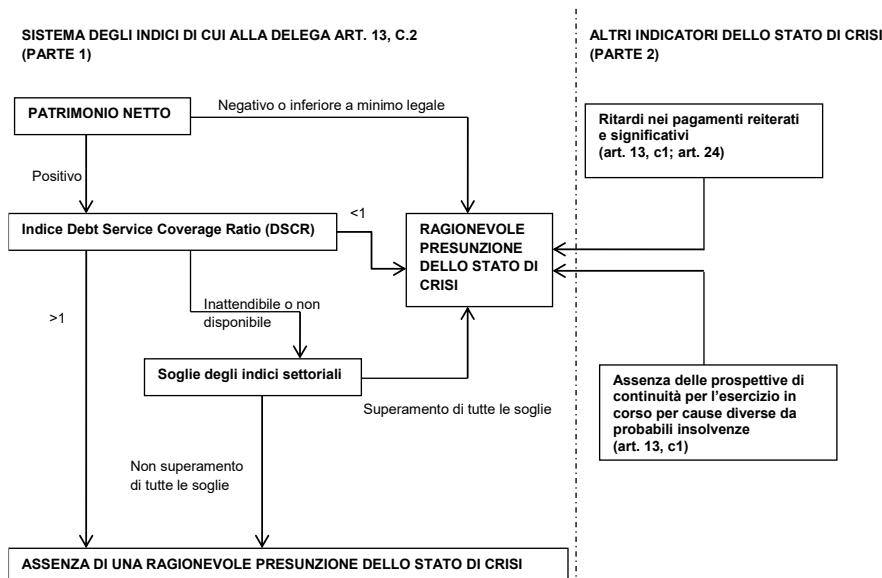 SISTEMA DEGLI INDICI DI CUI ALLA DELEGA ART. 13, C.2
(PARTE 1)
ALTRI INDICATORI DELLO STATO DI CRISI
(PARTE 2)
PATRIMONIO NETTO
Negativo o inferiore a minimo legale
Ritardi nei pagamenti reiterati
e significativi
(art. 13, c1; art. 24)
Positivo
Indice Debt Service Coverage Ratio (DSCR)
<1
RAGIONEVOLE
PRESUNZIONE
DELLO STATO DI
CRISI
>1
Inattendibile o non
disponibile
Soglie degli indici settoriali
Superamento di tutte le soglie
Assenza delle prospettive di
continuità per l'esercizio in
corso per cause diverse da
probabili insolvenze
(art. 13, c1)
Non superamento
di tutte le soglie
ASSENZA DI UNA RAGIONEVOLE PRESUNZIONE DELLO STATO DI CRISI